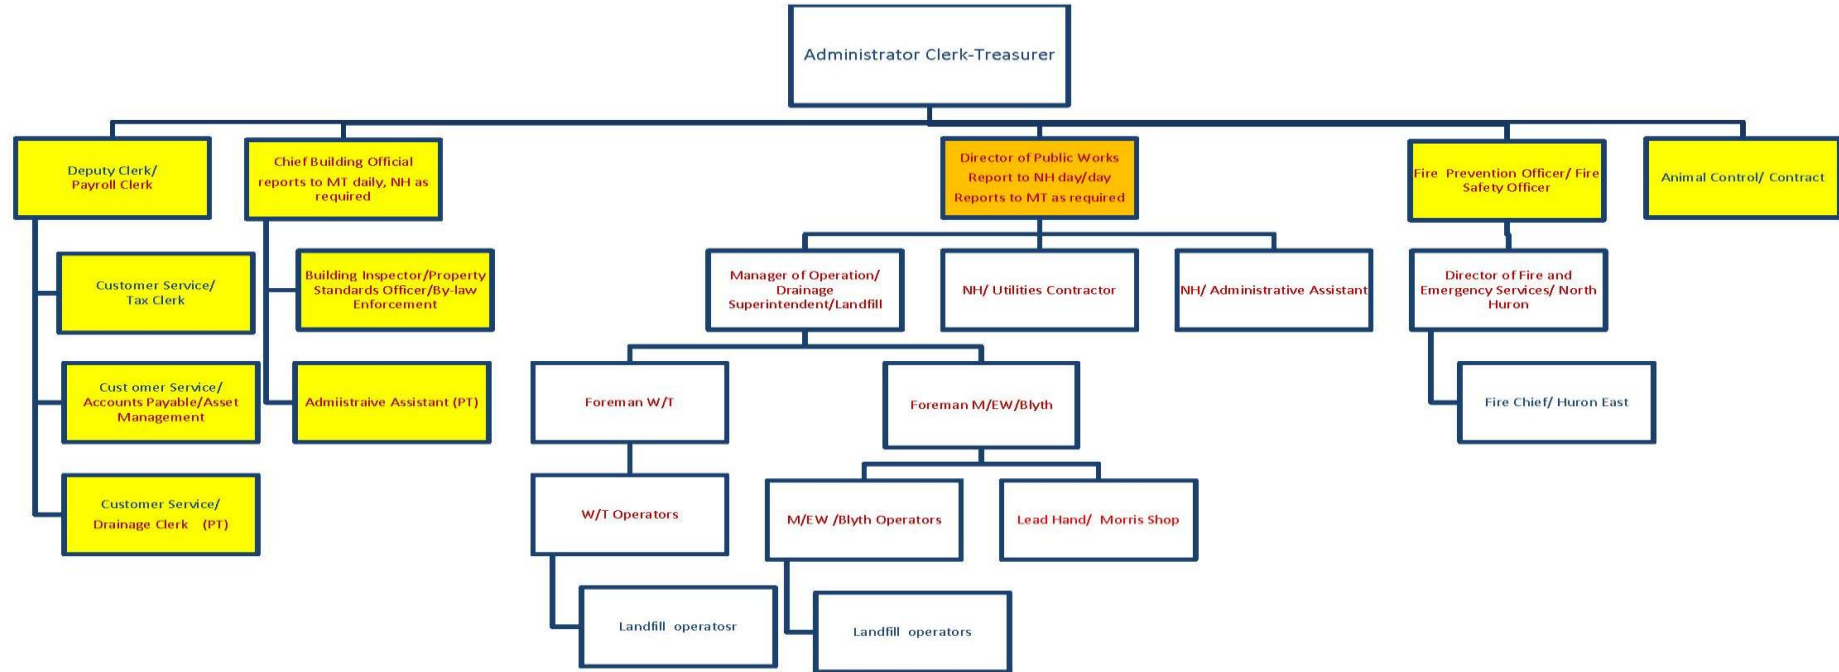 Administrator Clerk-Treasurer
Deputy Clerk/
Payroll Clerk
Chief Building Official
reports to MT daily, NH as
required
Director of Public Works
Report to NH day/day
Reports to MT as required
Fire Prevention Officer/ Fire
Safety Officer
Animal Control/ Contract
Customer Service/
Tax Clerk
Building Inspector/Property
Standards Officer/By-law
Enforcement
Manager of Operation/
Drainage
Superintendent/Landfill
NH/ Utilities Contractor
NH/ Administrative Assistant
Director of Fire and
Emergency Services/ North
Huron
Cust omer Service/
Accounts Payable/Asset
Management
Admiistraive Assistant (PT)
Foreman W/T
Foreman M/EW/Blyth
Fire Chief/ Huron East
Customer Service/
Drainage Clerk (PT)
W/T Operators
M/EW /Blyth Operators
Lead Hand/ Morris Shop
Landfill operatosr
Landfill operators